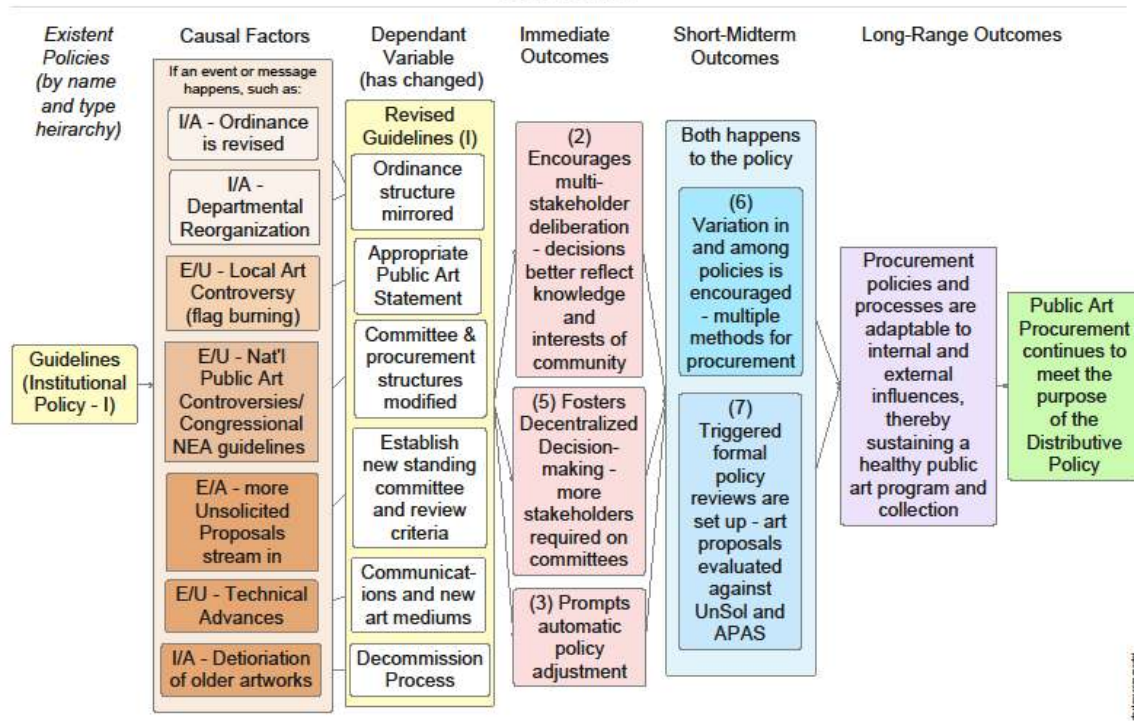 Existent
Policies
(by name
and type
heirarchy)
Causal Factors
Dependant
Variable
(has changed)
Immediate
Outcomes
Short-Midterm
Outcomes
Long-Range Outcomes
Guidelines
(Institutional
Policy - I)
If an event or message
happens, such as:
I/A - Ordinance
is revised
I/A -
Departmental
Reorganization
E/U - Local Art
Controversy
(flag burning)
E/U - Nat'l
Public Art
Controversies/
Congressional
NEA guidelines
E/A - more
Unsolicited
Proposals
stream in
E/U - Technical
Advances
I/A - Detioriation
of older artworks
Revised
Guidelines (I)
Ordinance
structure
mirrored
Appropriate
Public Art
Statement
Committee &
procurement
structures
modified
Establish
new standing
committee
and review
criteria
Communicat-
ions and new
art mediums
Decommission
Process
(2)
Encourages
multi-
stakeholder
deliberation
- decisions
better reflect
knowledge
and
interests of
community
(5) Fosters
Decentralized
Decision-
making -
more
stakeholders
required on
committees
(3) Prompts
automatic
policy
adjustment
Both happens
to the policy
(6)
Variation in
and among
policies is
encouraged
- multiple
methods for
procurement
(7)
Triggered
formal
policy
reviews are
set up - art
proposals
evaluated
against
UnSol and
APAS
Procurement
policies and
processes are
adaptable to
internal and
external
influences,
thereby
sustaining a
healthy public
art program and
collection
Public Art
Procurement
continues to
meet the
purpose
of the
Distributive
Policy